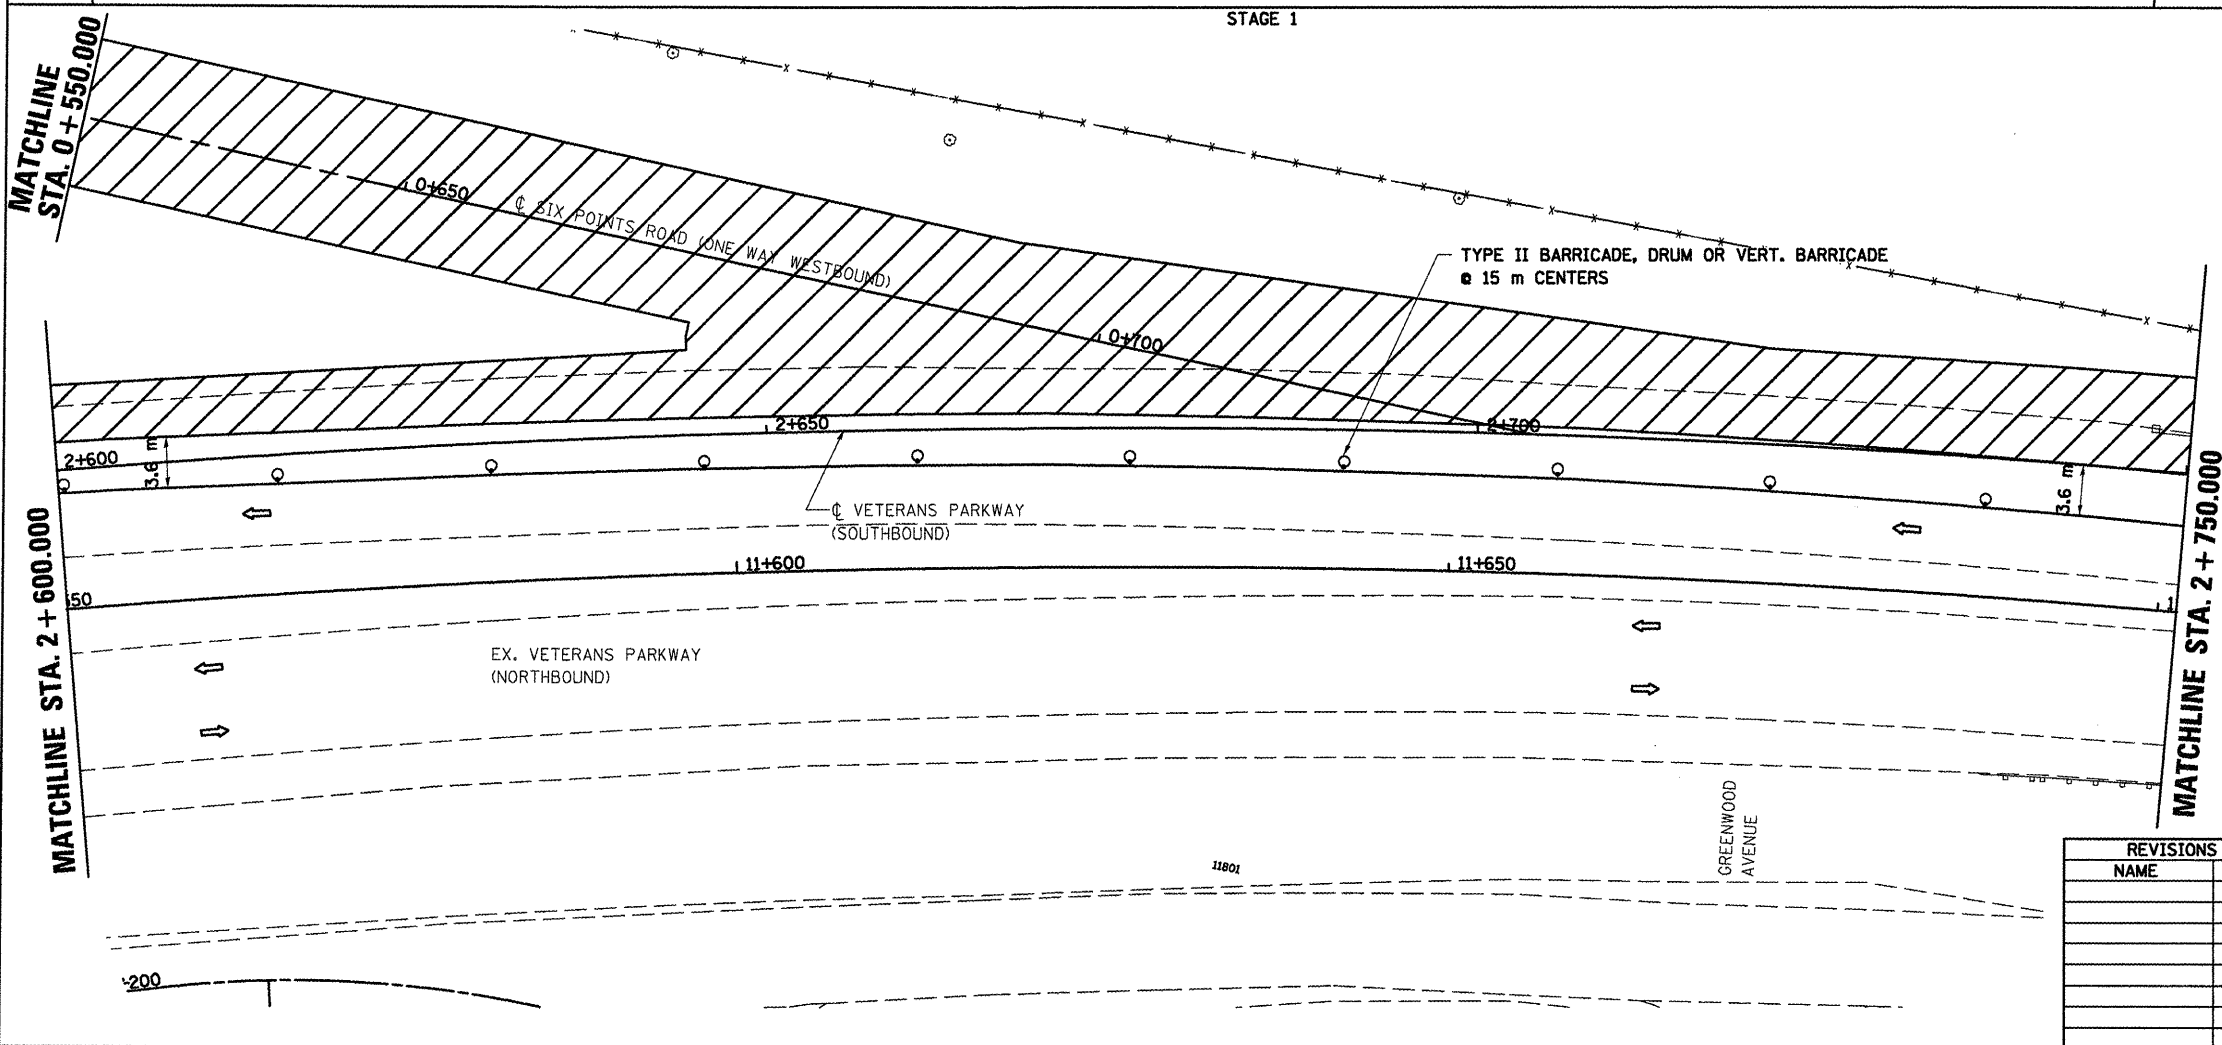 STAGE 1
MATCHLINE
STA. 0+550.000
0+650
℄ SIX POINTS ROAD (ONE WAY WESTBOUND)
TYPE II BARRICADE, DRUM OR VERT. BARRICADE
@ 15 m CENTERS
0+700
2+600
3.6 m
2+650
2+700
3.6 m
℄ VETERANS PARKWAY
(SOUTHBOUND)
50
11+600
11+650
1
MATCHLINE STA. 2+600.000
MATCHLINE STA. 2+750.000
EX. VETERANS PARKWAY
(NORTHBOUND)
GREENWOOD
AVENUE
11801
REVISIONS
NAME
+200